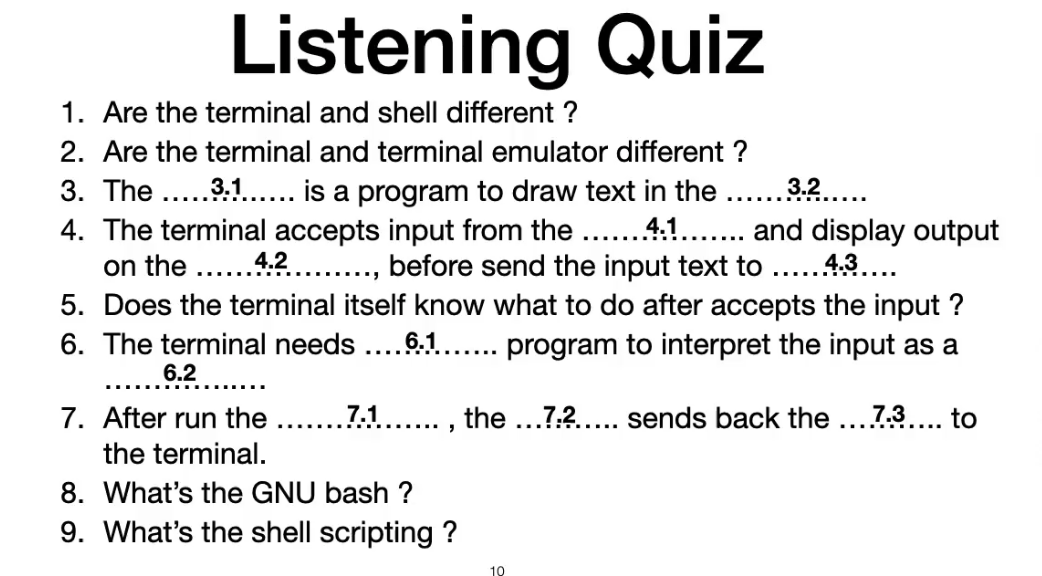 Listening Quiz
1. Are the terminal and shell different ?
2. Are the terminal and terminal emulator different ?
3. The .....3.1...... is a program to draw text in the ......3.2.....
4. The terminal accepts input from the ......4.1....... and display output
on the ......4.2........., before send the input text to .....4.3....
5. Does the terminal itself know what to do after accepts the input ?
6. The terminal needs ....6.1...... program to interpret the input as a
......6.2.........
7. After run the .......7.1....... , the ...7.2..... sends back the ....7.3.... to
the terminal.
8. What’s the GNU bash ?
9. What’s the shell scripting ?
10